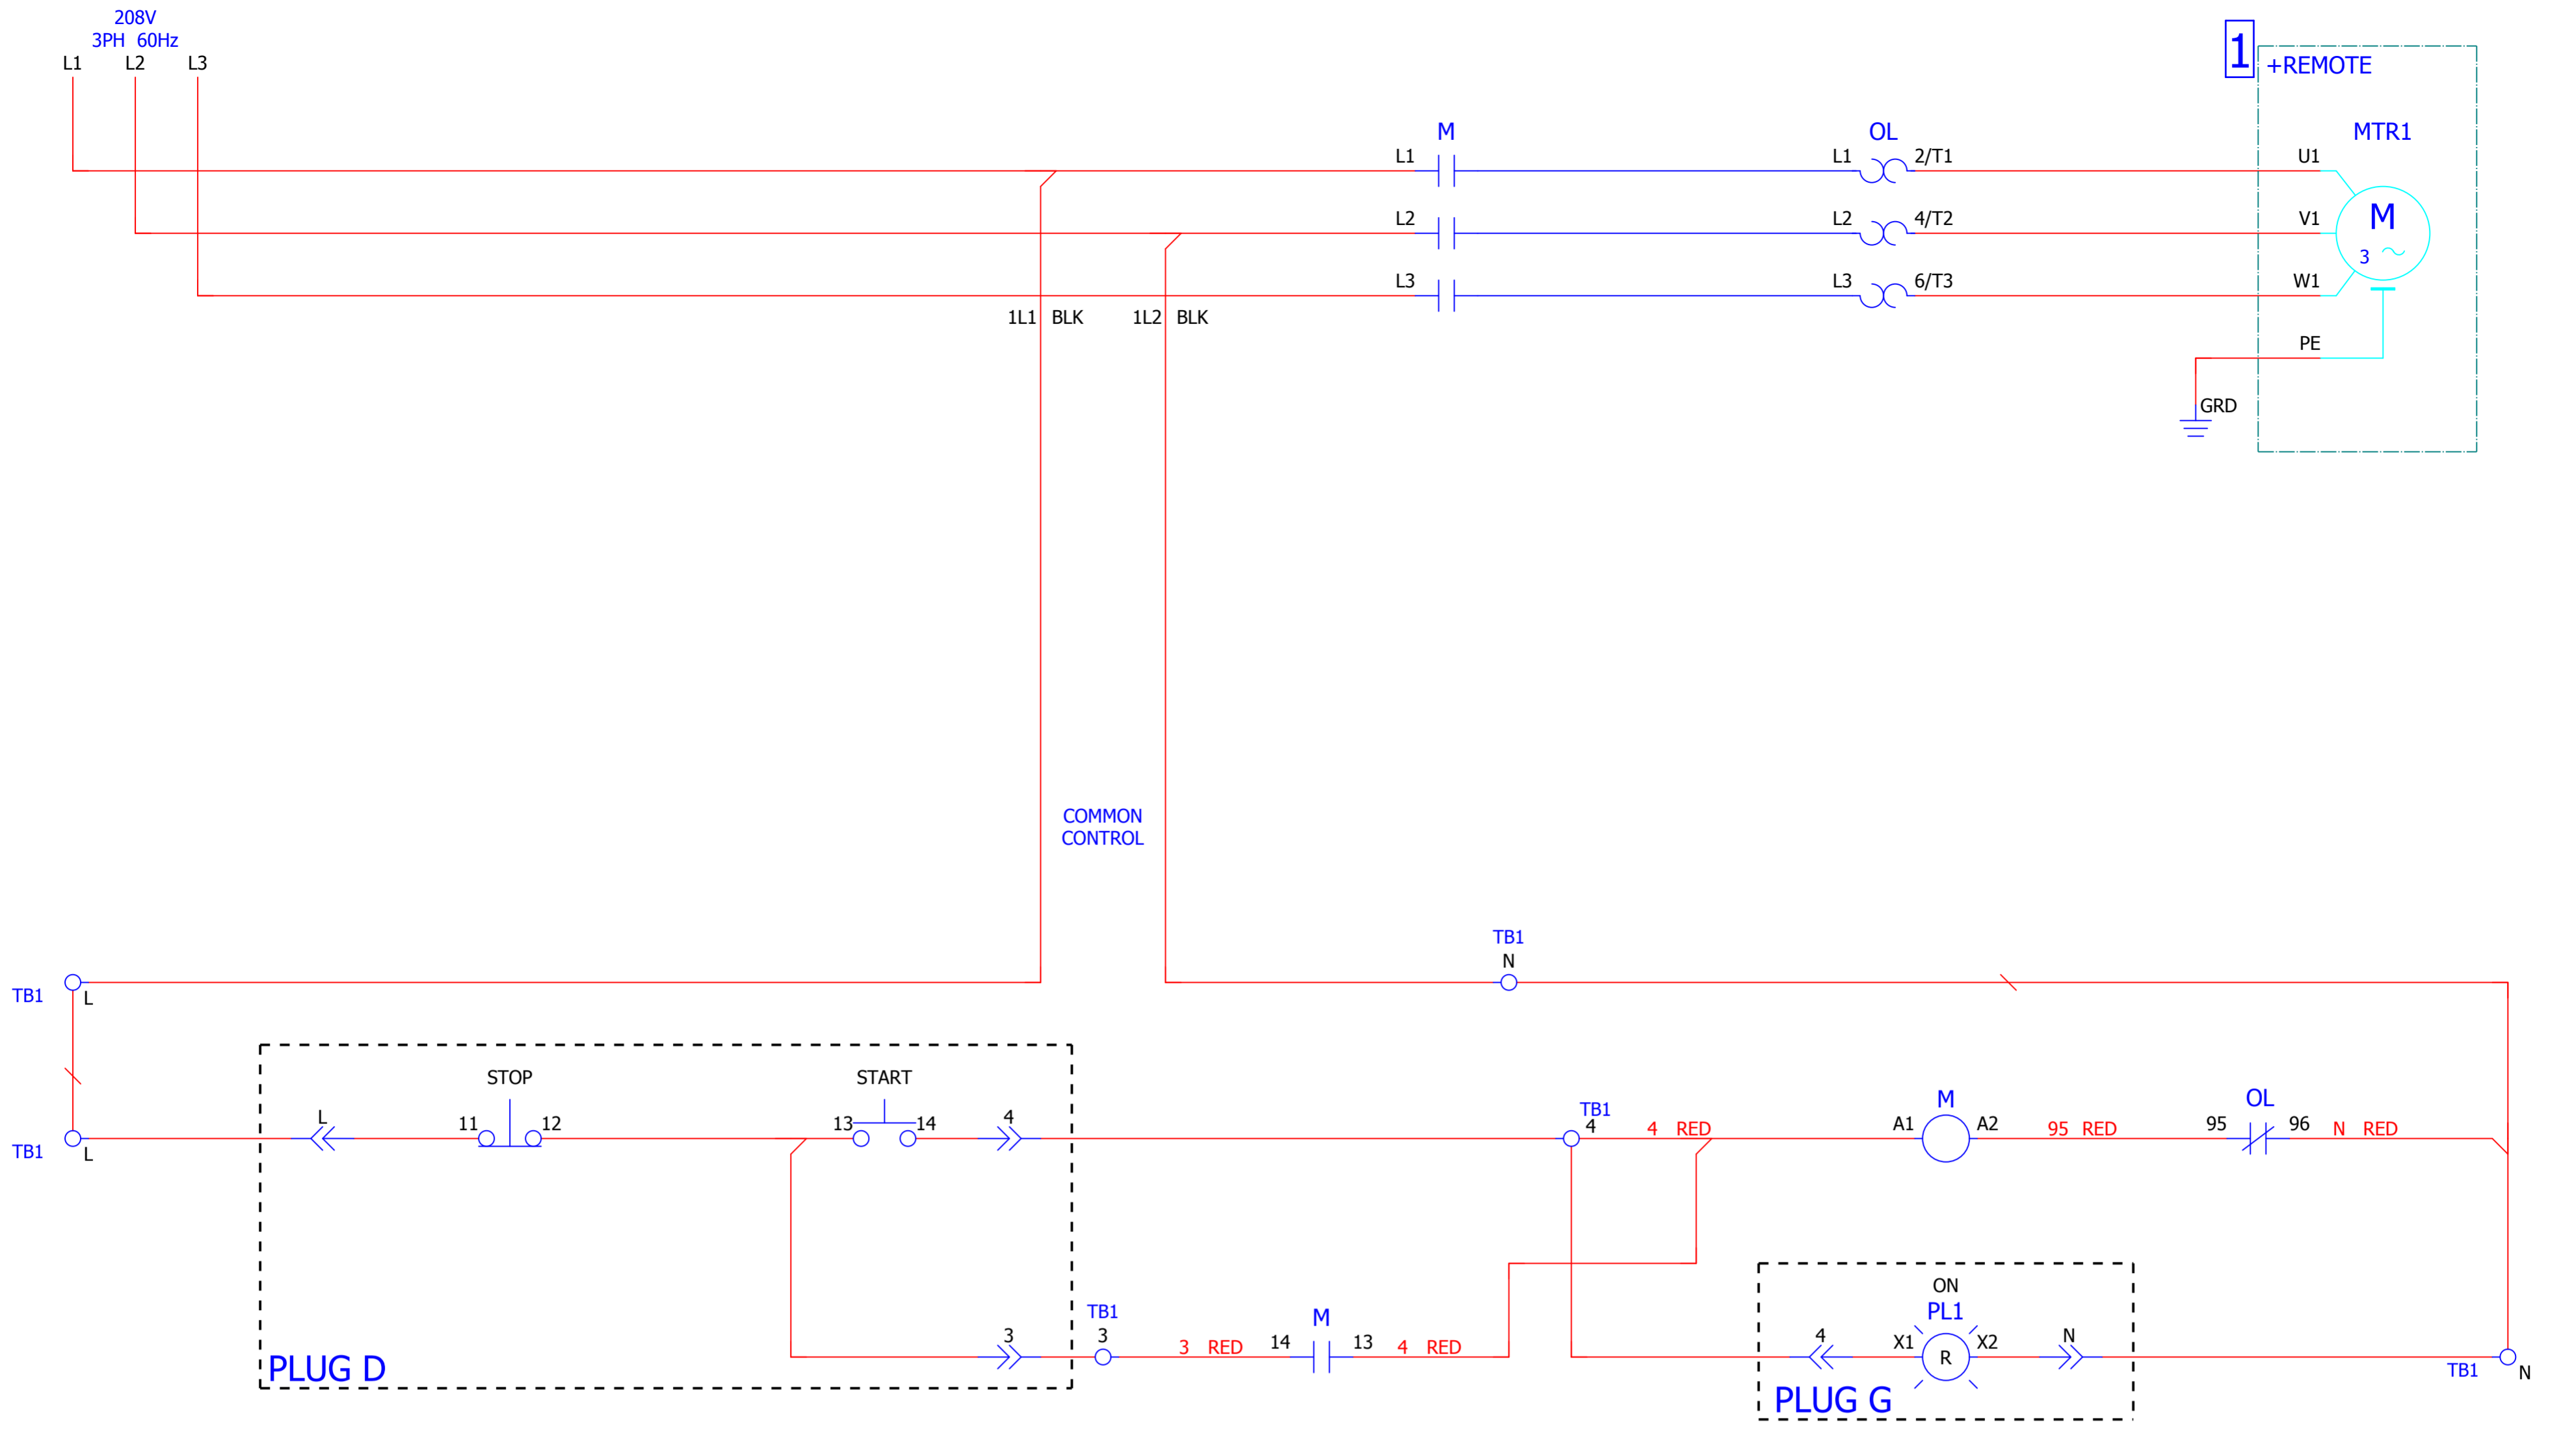 208V
3PH 60Hz
L1 L2 L3
1
+REMOTE
M OL MTR1
L1 L1 2/T1 U1
L2 L2 4/T2 V1
M
3
L3 L3 6/T3 W1
1L1 BLK 1L2 BLK
PE
GRD
COMMON
CONTROL
TB1
N
TB1 L
STOP START
M OL
L 11 12 13 14 4
TB1
4
4 RED A1 A2 95 RED 95 96 N RED
TB1 L
ON
TB1 M PL1
3 3 3 RED 14 13 4 RED 4 X1 R X2 N
PLUG D
TB1 N
PLUG G